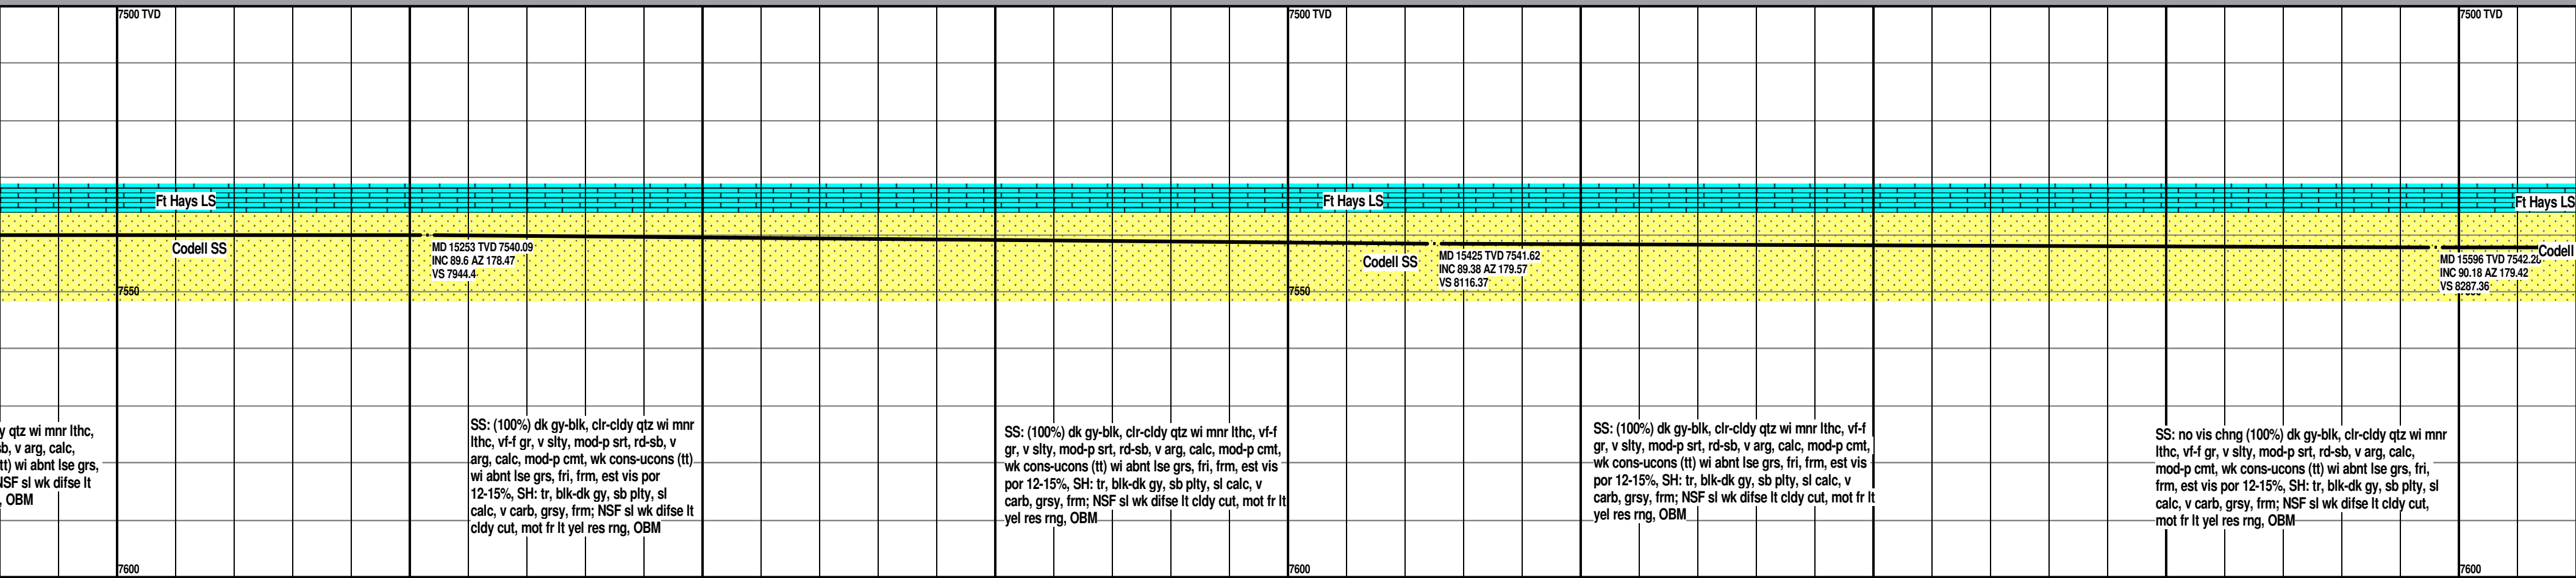 7500 TVD
7500 TVD
7500 TVD
Ft Hays LS
Ft Hays LS
Ft Hays LS
Codell SS
MD 15253 TVD 7540.09
INC 89.6 AZ 178.47
VS 7944.4
Codell SS
MD 15425 TVD 7541.62
INC 89.38 AZ 179.57
VS 8116.37
MD 15596 TVD 7542.28
INC 90.18 AZ 179.42
VS 8287.36
Codell
7550
7550
y qtz wi mnr lthc,
sb, v arg, calc,
tt) wi abnt lse grs,
NSF sl wk difse lt
, OBM
SS: (100%) dk gy-blk, clr-cldy qtz wi mnr
lthc, vf-f gr, v slty, mod-p srt, rd-sb, v
arg, calc, mod-p cmt, wk cons-ucons (tt)
wi abnt lse grs, fri, frm, est vis por
12-15%, SH: tr, blk-dk gy, sb plty, sl
calc, v carb, grsy, frm; NSF sl wk difse lt
cldy cut, mot fr lt yel res rng, OBM
SS: (100%) dk gy-blk, clr-cldy qtz wi mnr lthc, vf-f
gr, v slty, mod-p srt, rd-sb, v arg, calc, mod-p cmt,
wk cons-ucons (tt) wi abnt lse grs, fri, frm, est vis
por 12-15%, SH: tr, blk-dk gy, sb plty, sl calc, v
carb, grsy, frm; NSF sl wk difse lt cldy cut, mot fr lt
yel res rng, OBM
SS: (100%) dk gy-blk, clr-cldy qtz wi mnr lthc, vf-f
gr, v slty, mod-p srt, rd-sb, v arg, calc, mod-p cmt,
wk cons-ucons (tt) wi abnt lse grs, fri, frm, est vis
por 12-15%, SH: tr, blk-dk gy, sb plty, sl calc, v
carb, grsy, frm; NSF sl wk difse lt cldy cut, mot fr lt
yel res rng, OBM
SS: no vis chng (100%) dk gy-blk, clr-cldy qtz wi mnr
lthc, vf-f gr, v slty, mod-p srt, rd-sb, v arg, calc,
mod-p cmt, wk cons-ucons (tt) wi abnt lse grs, fri,
frm, est vis por 12-15%, SH: tr, blk-dk gy, sb plty, sl
calc, v carb, grsy, frm; NSF sl wk difse lt cldy cut,
mot fr lt yel res rng, OBM
7600
7600
7600